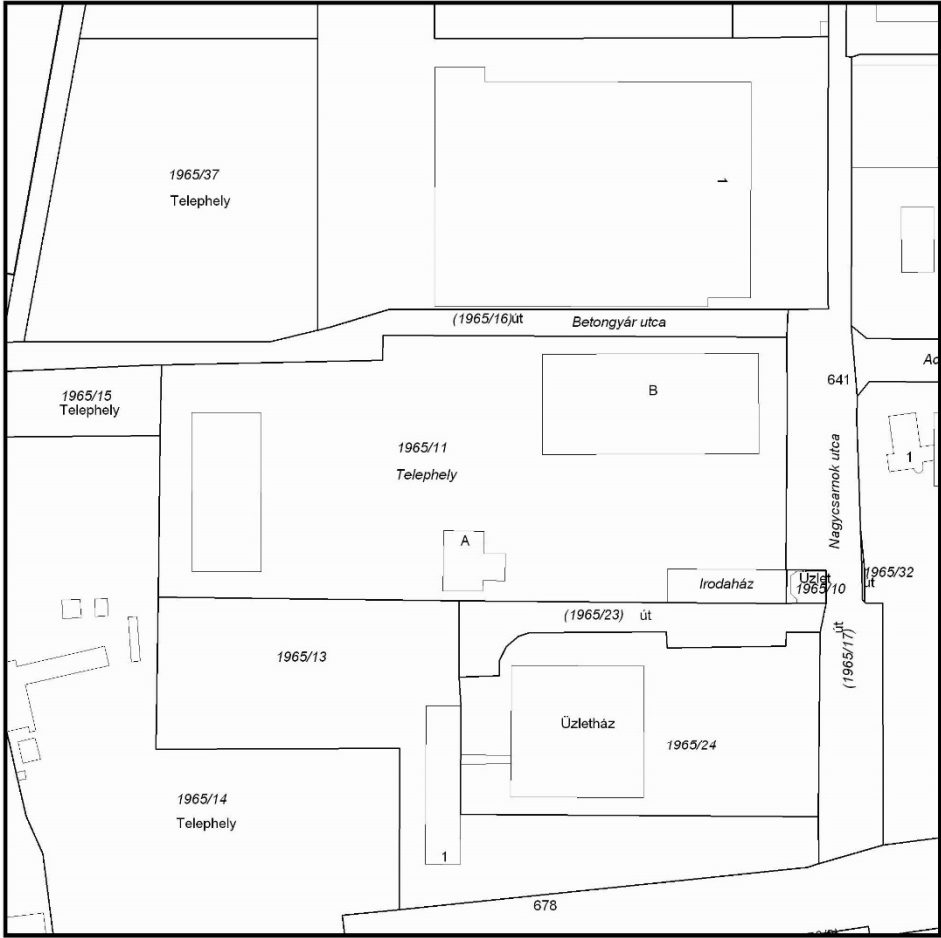 1
1965/37
Telephely
(1965/16)út
Betongyár utca
641
B
1965/15
Telephely
1965/11
Telephely
Nagycsarnok utca
1
A
Irodaház
Üzlet
1965/10
1965/32
út
(1965/23) út
út
(1965/17)
1965/13
Üzletház
1965/24
1965/14
Telephely
1
678